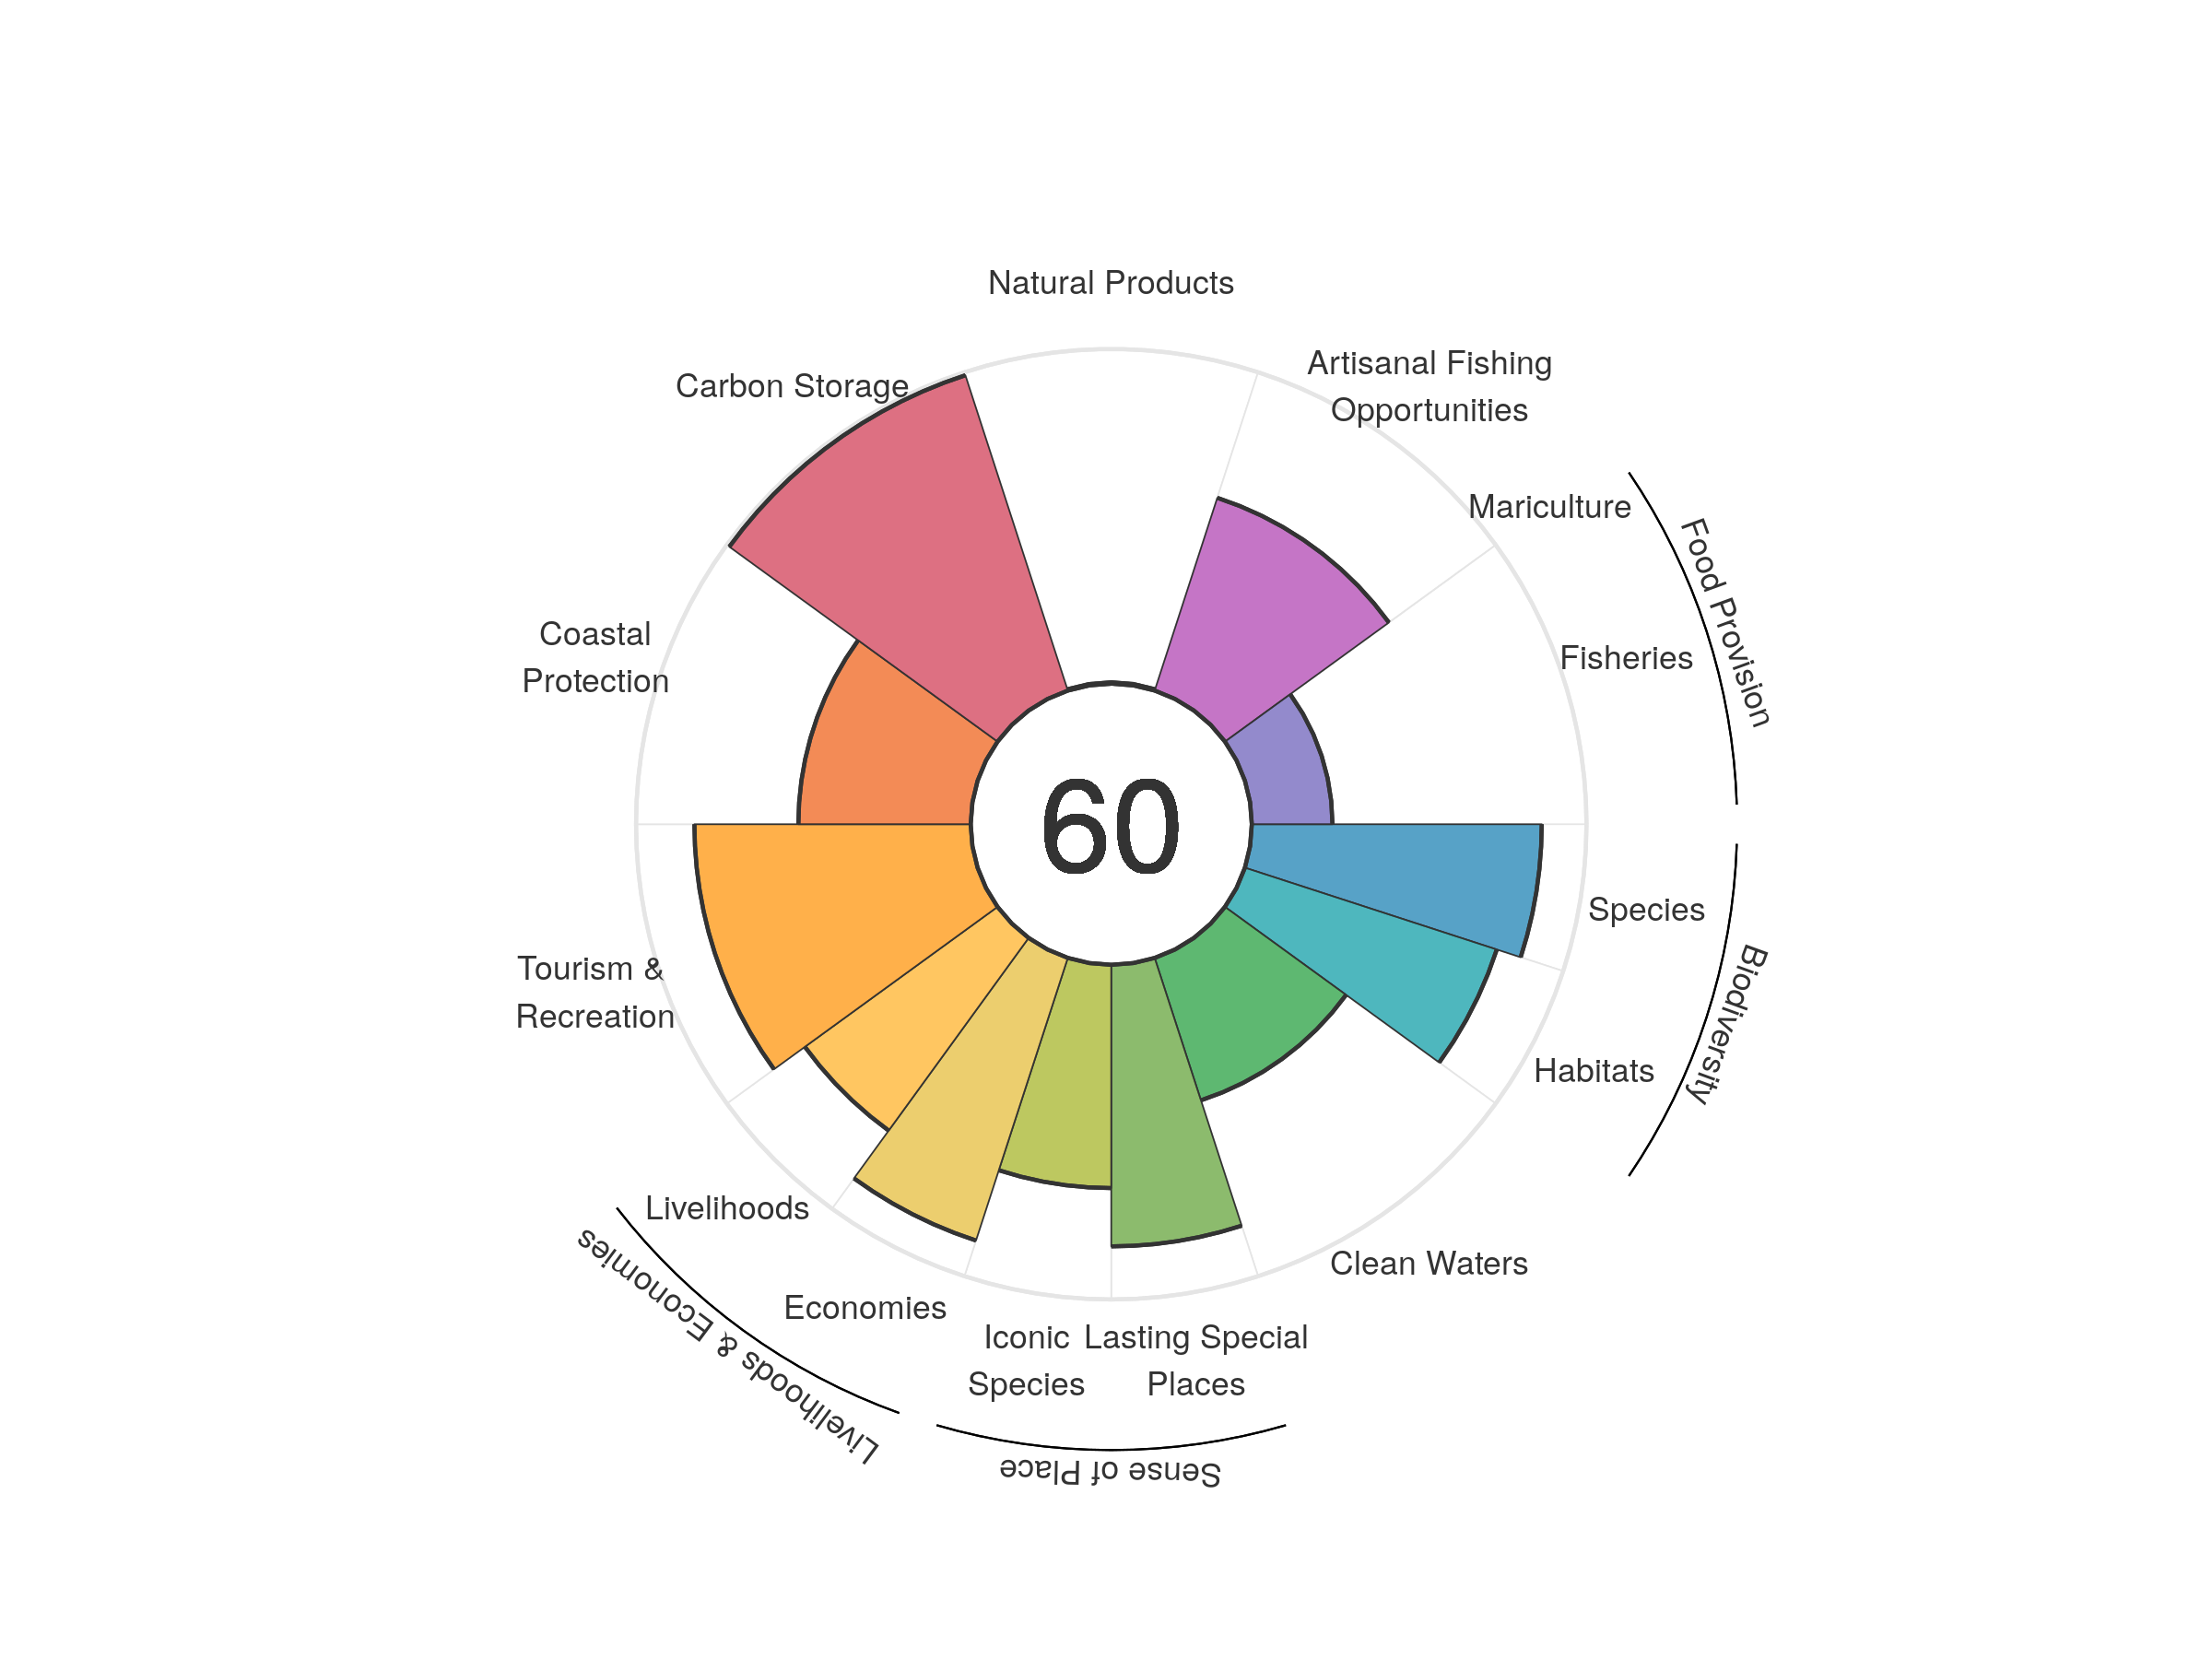 Natural Products
Artisanal Fishing
Opportunities
Carbon Storage
Mariculture
Food Provision
Fisheries
Coastal
Protection
60
Species
Biodiversity
Tourism &
Recreation
Habitats
Livelihoods
Clean Waters
Economies
Livelihoods & Economies
Iconic
Species
Lasting Special
Places
Sense of Place